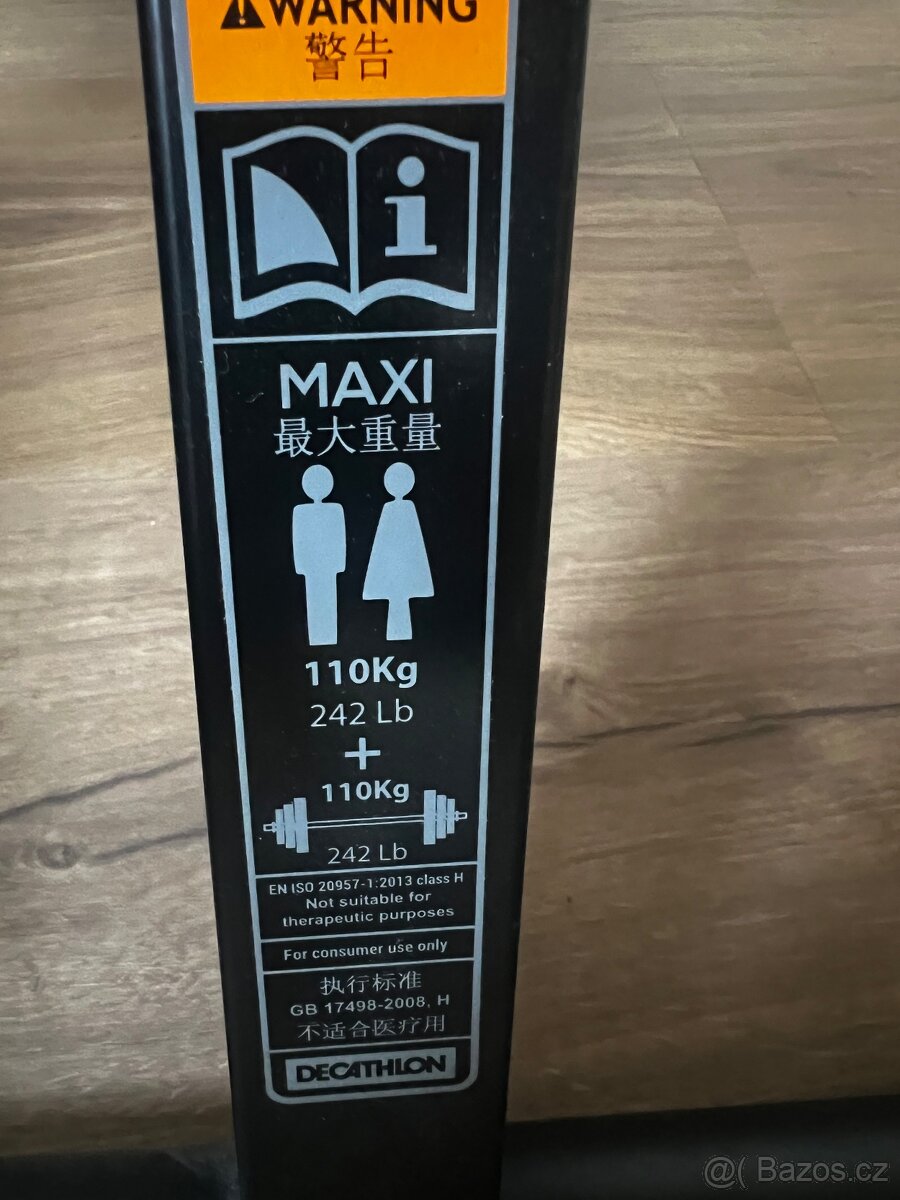 WARNING
警告
i
MAXI
最大重量
110Kg
242 Lb
+
110Kg
242 Lb
EN ISO 20957-1:2013 class H
Not suitable for
therapeutic purposes
For consumer use only
执行标准
GB 17498-2008, H
不适合医疗用
DECATHLON
@( Bazos.cz